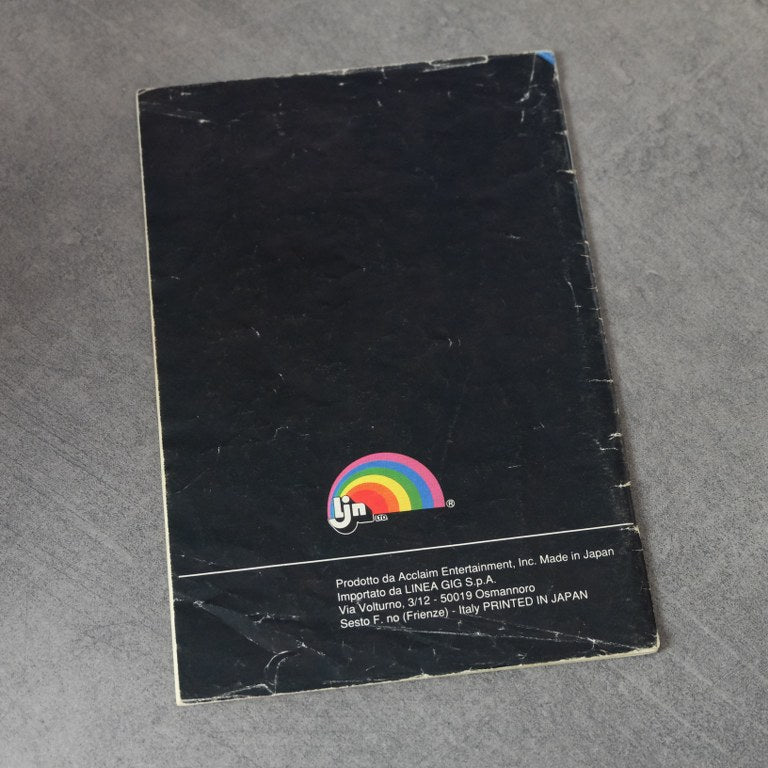 ljn LTD. ®
Prodotto da Acclaim Entertainment, Inc. Made in Japan
Importato da LINEA GIG S.p.A.
Via Volturno, 3/12 - 50019 Osmannoro
Sesto F. no (Frienze) - Italy PRINTED IN JAPAN